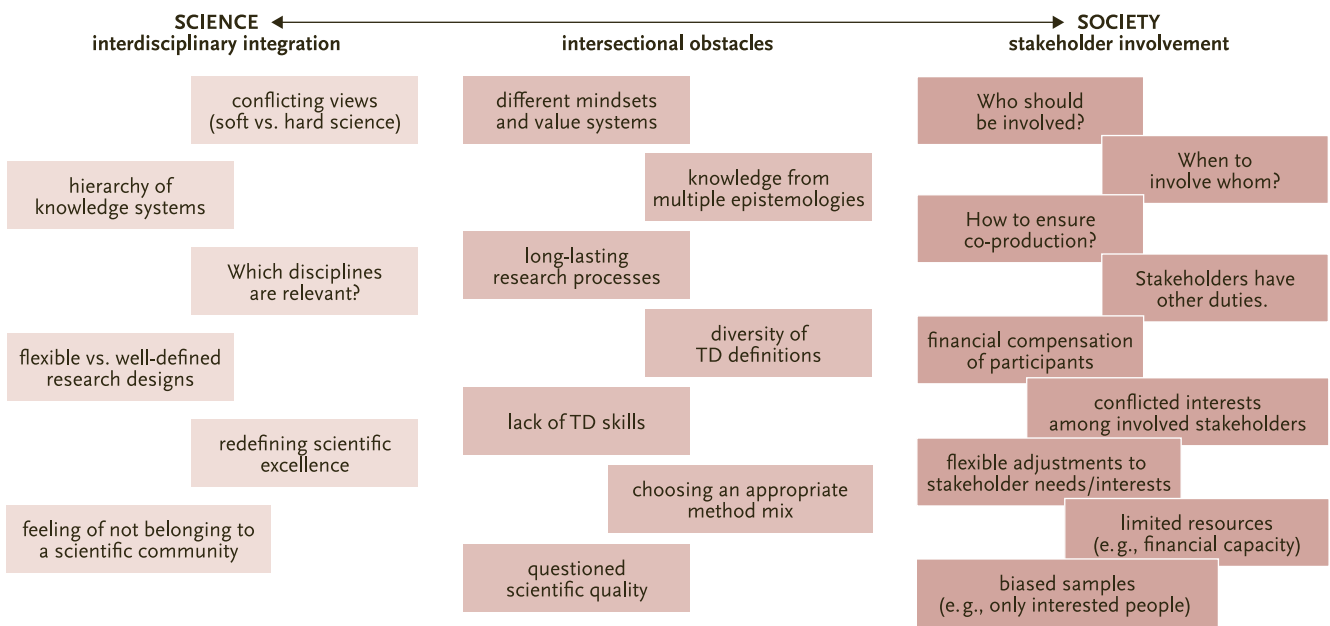 SCIENCE
interdisciplinary integration
intersectional obstacles
SOCIETY
stakeholder involvement
conflicting views
(soft vs. hard science)
hierarchy of
knowledge systems
Which disciplines
are relevant?
flexible vs. well-defined
research designs
redefining scientific
excellence
feeling of not belonging to
a scientific community
different mindsets
and value systems
knowledge from
multiple epistemologies
long-lasting
research processes
diversity of
TD definitions
lack of TD skills
choosing an appropriate
method mix
questioned
scientific quality
Who should
be involved?
When to
involve whom?
How to ensure
co-production?
Stakeholders have
other duties.
financial compensation
of participants
conflicted interests
among involved stakeholders
flexible adjustments to
stakeholder needs/interests
limited resources
(e. g., financial capacity)
biased samples
(e. g., only interested people)